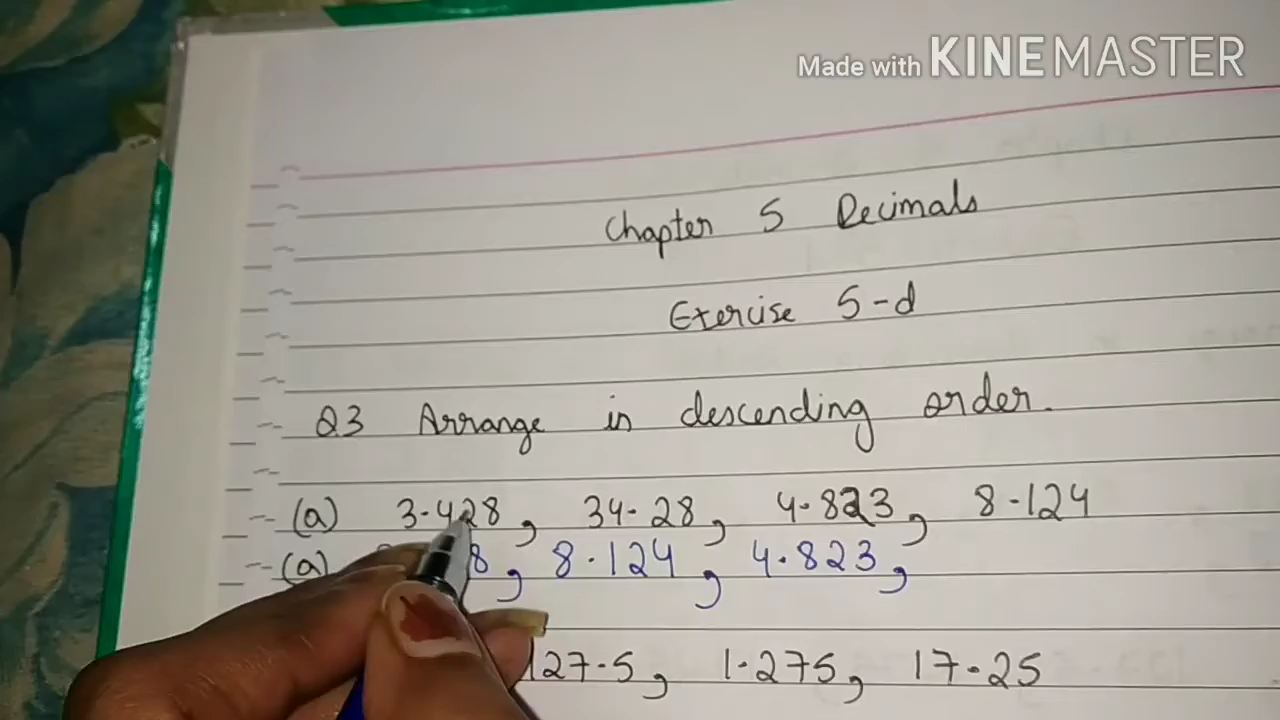 Made with KINEMASTER
Chapter 5 Decimals
Exercise 5-d
Q3 Arrange in descending order.
(a) 3.428, 34.28, 4.823, 8.124
(a) 8, 8.124, 4.823,
127.5, 1.275, 17.25